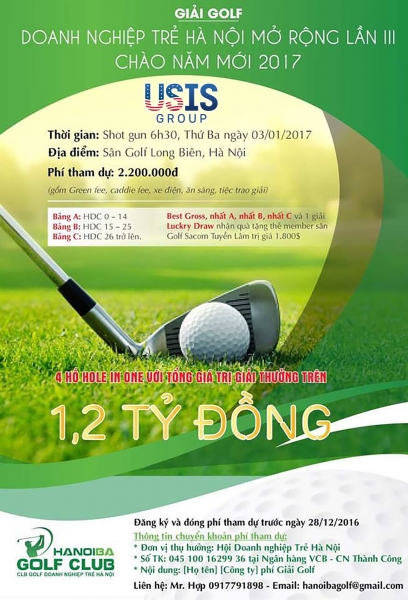 GIẢI GOLF
DOANH NGHIỆP TRẺ HÀ NỘI MỞ RỘNG LẦN III
CHÀO NĂM MỚI 2017
USIS
GROUP
Thời gian: Shot gun 6h30, Thứ Ba ngày 03/01/2017
Địa điểm: Sân Golf Long Biên, Hà Nội
Phí tham dự: 2.200.000đ
(gồm Green fee, caddie fee, xe điện, ăn sáng, tiệc trao giải)
Bảng A: HDC 0 – 14
Bảng B: HDC 15 – 25
Bảng C: HDC 26 trở lên.
Best Gross, nhất A, nhất B, nhất C và 1 giải
Luckry Draw nhận quà tặng thẻ member sân
Golf Sacom Tuyền Lâm trị giá 1,800$
4 HỐ HOLE IN ONE VỚI TỔNG GIÁ TRỊ GIẢI THƯỞNG TRÊN
1,2 TỶ ĐỒNG
HANOIBA
GOLF CLUB
CLB GOLF DOANH NGHIỆP TRẺ HÀ NỘI
Đăng ký và đóng phí tham dự trước ngày 28/12/2016
Thông tin chuyển khoản phí tham dự:
* Đơn vị thụ hưởng: Hội Doanh nghiệp Trẻ Hà Nội
* Số TK: 045 100 16299 36 tại Ngân hàng VCB - CN Thành Công
* Nội dung: [Họ tên] [Công ty] phí Giải Golf
Liên hệ: Mr. Hợp 0917791898 - Email: hanoibagolf@gmail.com